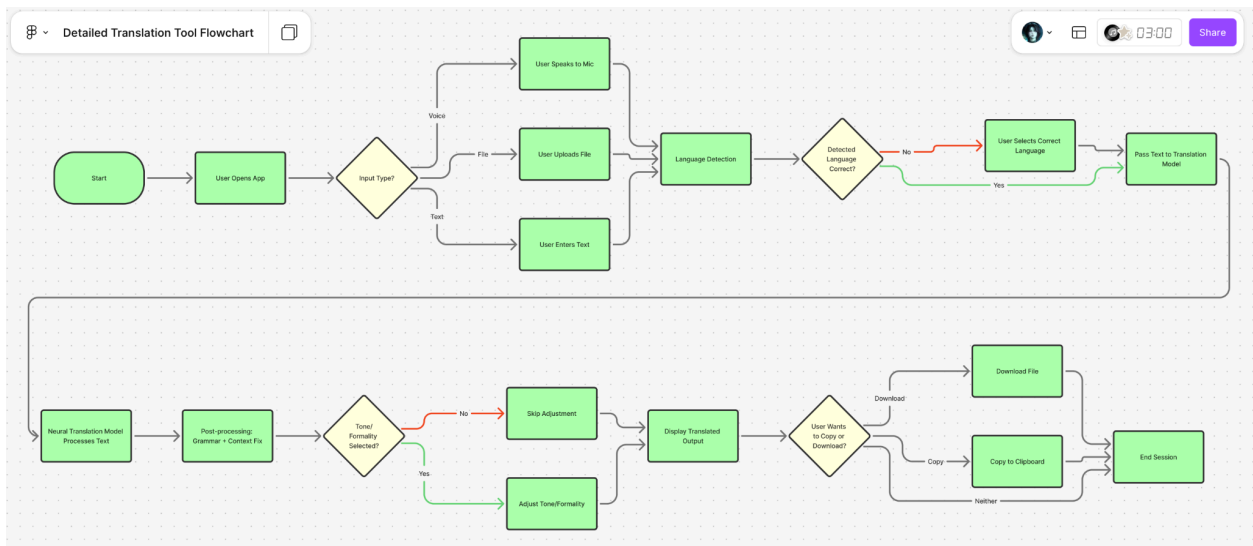 Detailed Translation Tool Flowchart
03:00
Share
User Speaks to Mic
Voice
Start
User Opens App
Input Type?
File
User Uploads File
Language Detection
Detected
Language
Correct?
No
User Selects Correct
Language
Pass Text to Translation
Model
Yes
Text
User Enters Text
Neural Translation Model
Processes Text
Post-processing:
Grammar + Context Fix
Tone/
Formality
Selected?
No
Skip Adjustment
Yes
Adjust Tone/Formality
Display Translated
Output
User Wants
to Copy or
Download?
Download
Download File
Copy
Copy to Clipboard
Neither
End Session